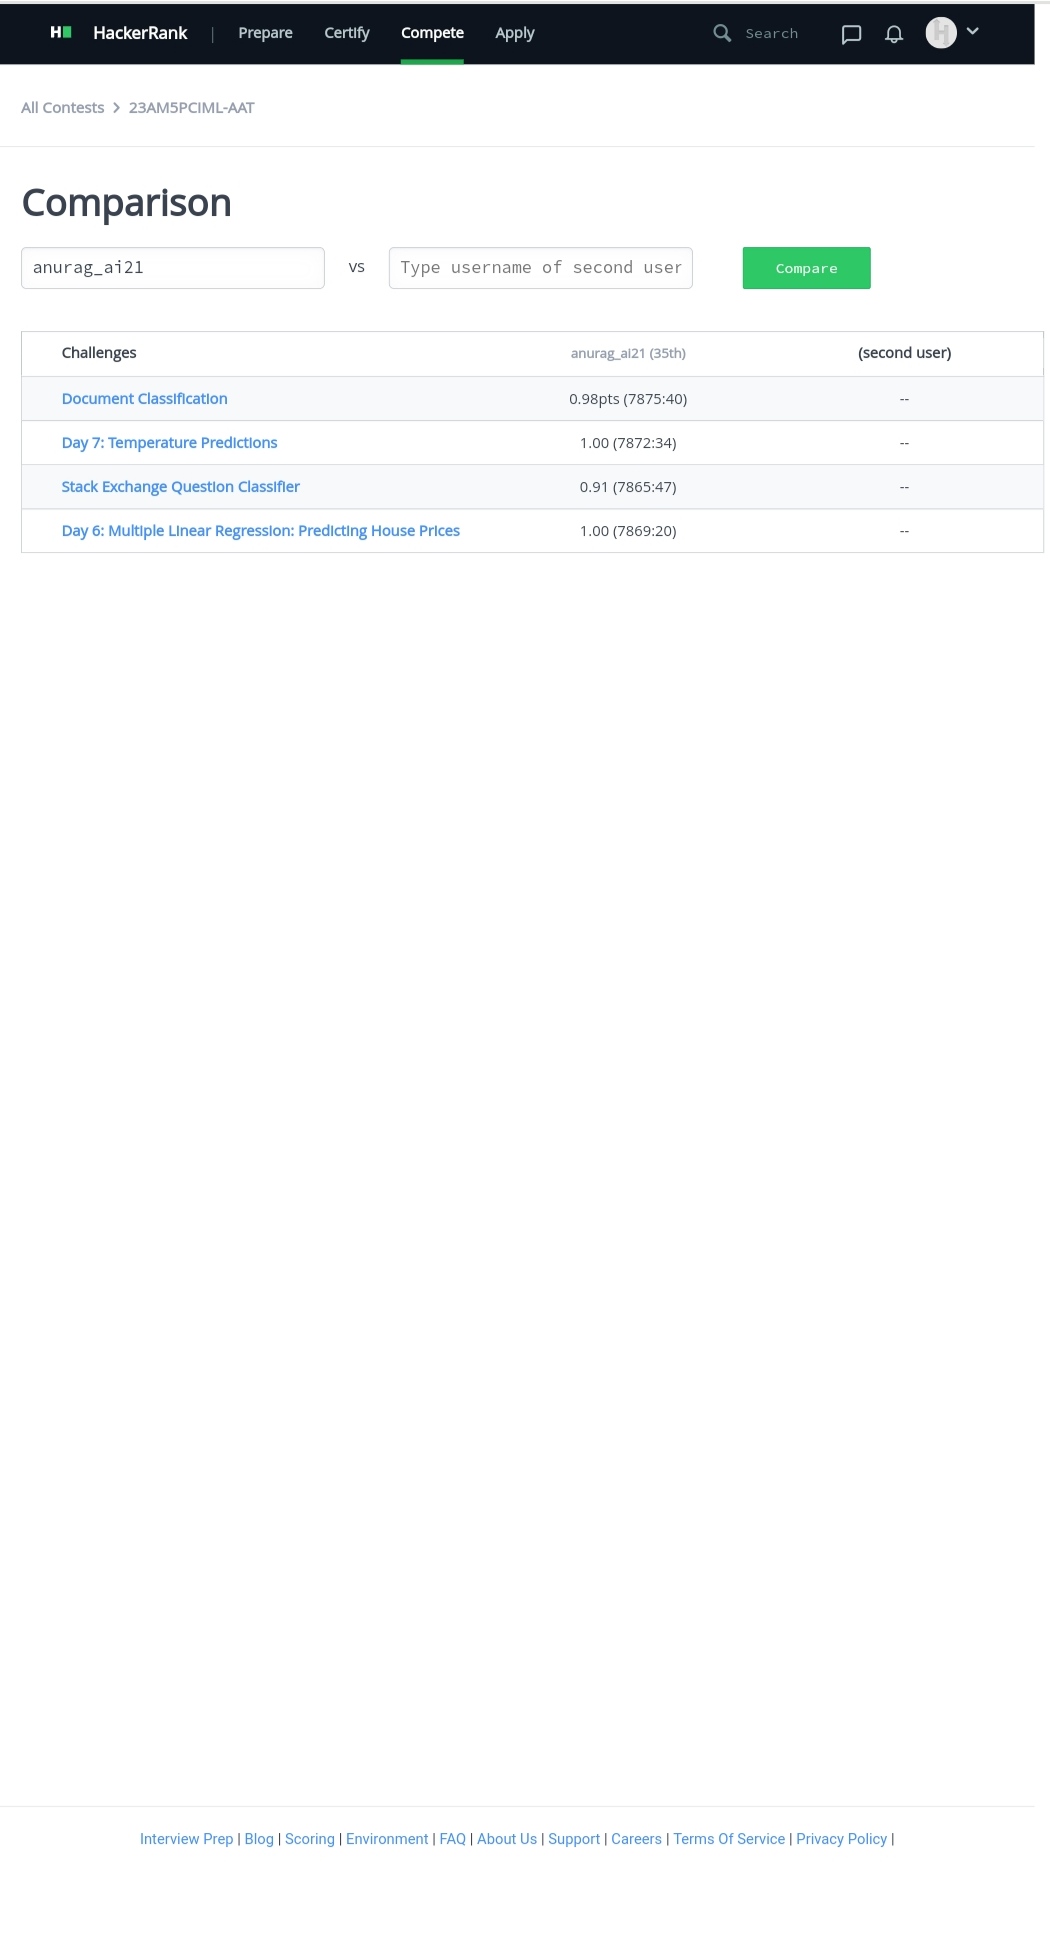 HackerRank | Prepare Certify Compete Apply Search
All Contests > 23AM5PCIML-AAT
Comparison
anurag_ai21 vs Type username of second user Compare
Challenges anurag_ai21 (35th) (second user)
Document Classification 0.98pts (7875:40) --
Day 7: Temperature Predictions 1.00 (7872:34) --
Stack Exchange Question Classifier 0.91 (7865:47) --
Day 6: Multiple Linear Regression: Predicting House Prices 1.00 (7869:20) --
Interview Prep | Blog | Scoring | Environment | FAQ | About Us | Support | Careers | Terms Of Service | Privacy Policy |